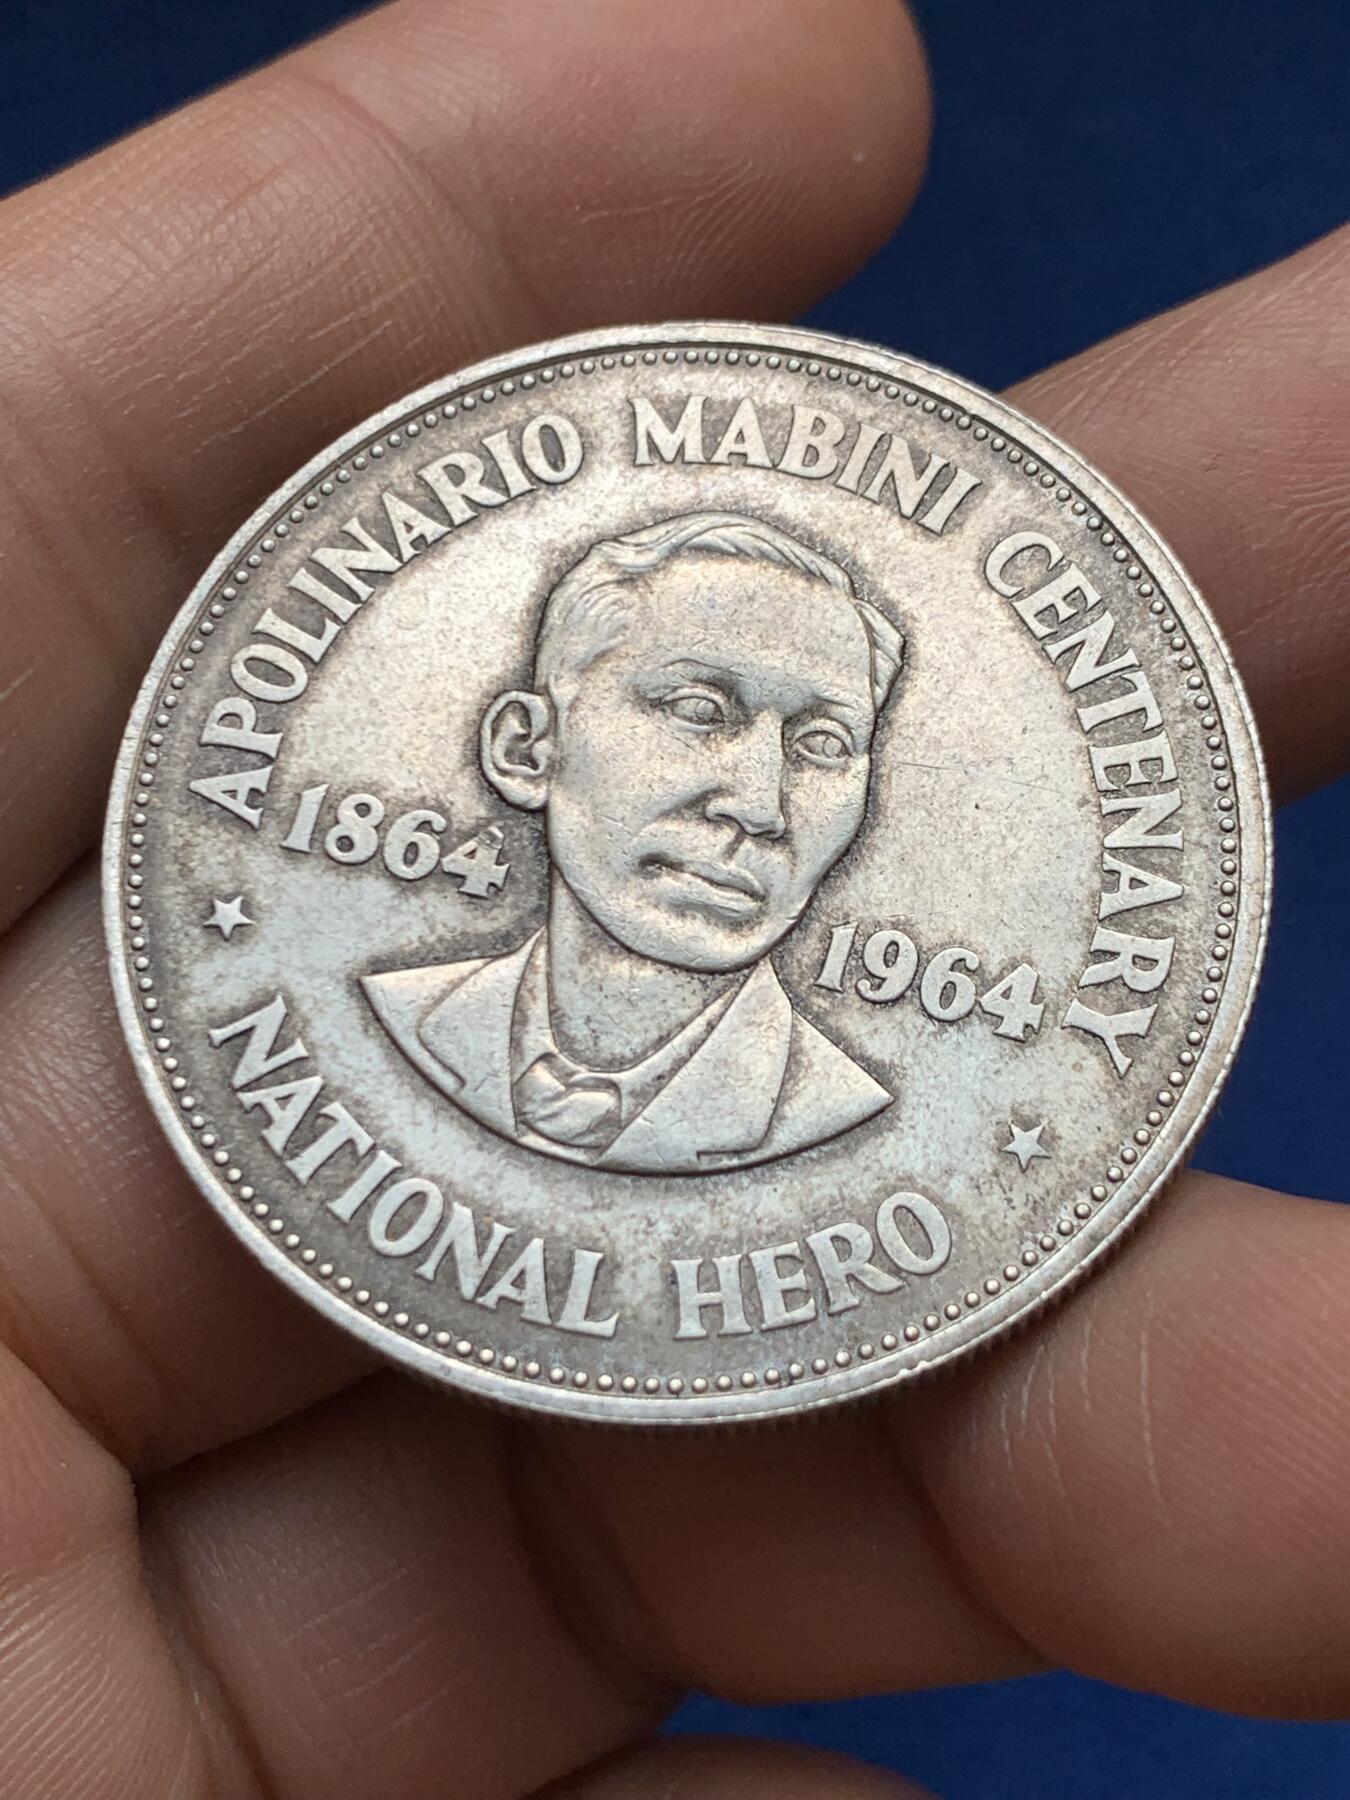 APOLINARIO MABINI CENTENARY
1864
1964
NATIONAL HERO